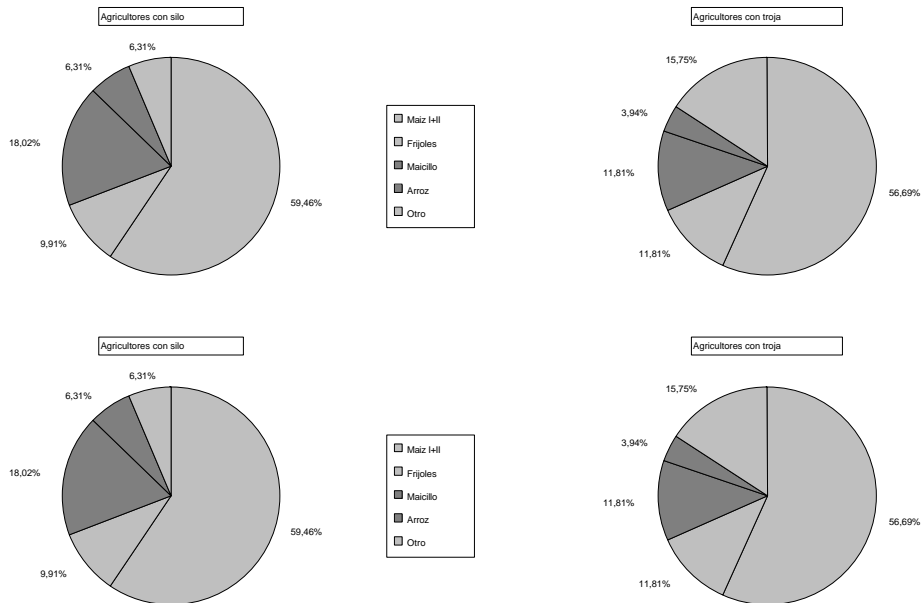 Agricultores con silo
6,31%
6,31%
18,02%
9,91%
59,46%
Maiz I+II
Frijoles
Maicillo
Arroz
Otro
Agricultores con troja
15,75%
3,94%
11,81%
11,81%
56,69%
Agricultores con silo
6,31%
6,31%
18,02%
9,91%
59,46%
Maiz I+II
Frijoles
Maicillo
Arroz
Otro
Agricultores con troja
15,75%
3,94%
11,81%
11,81%
56,69%